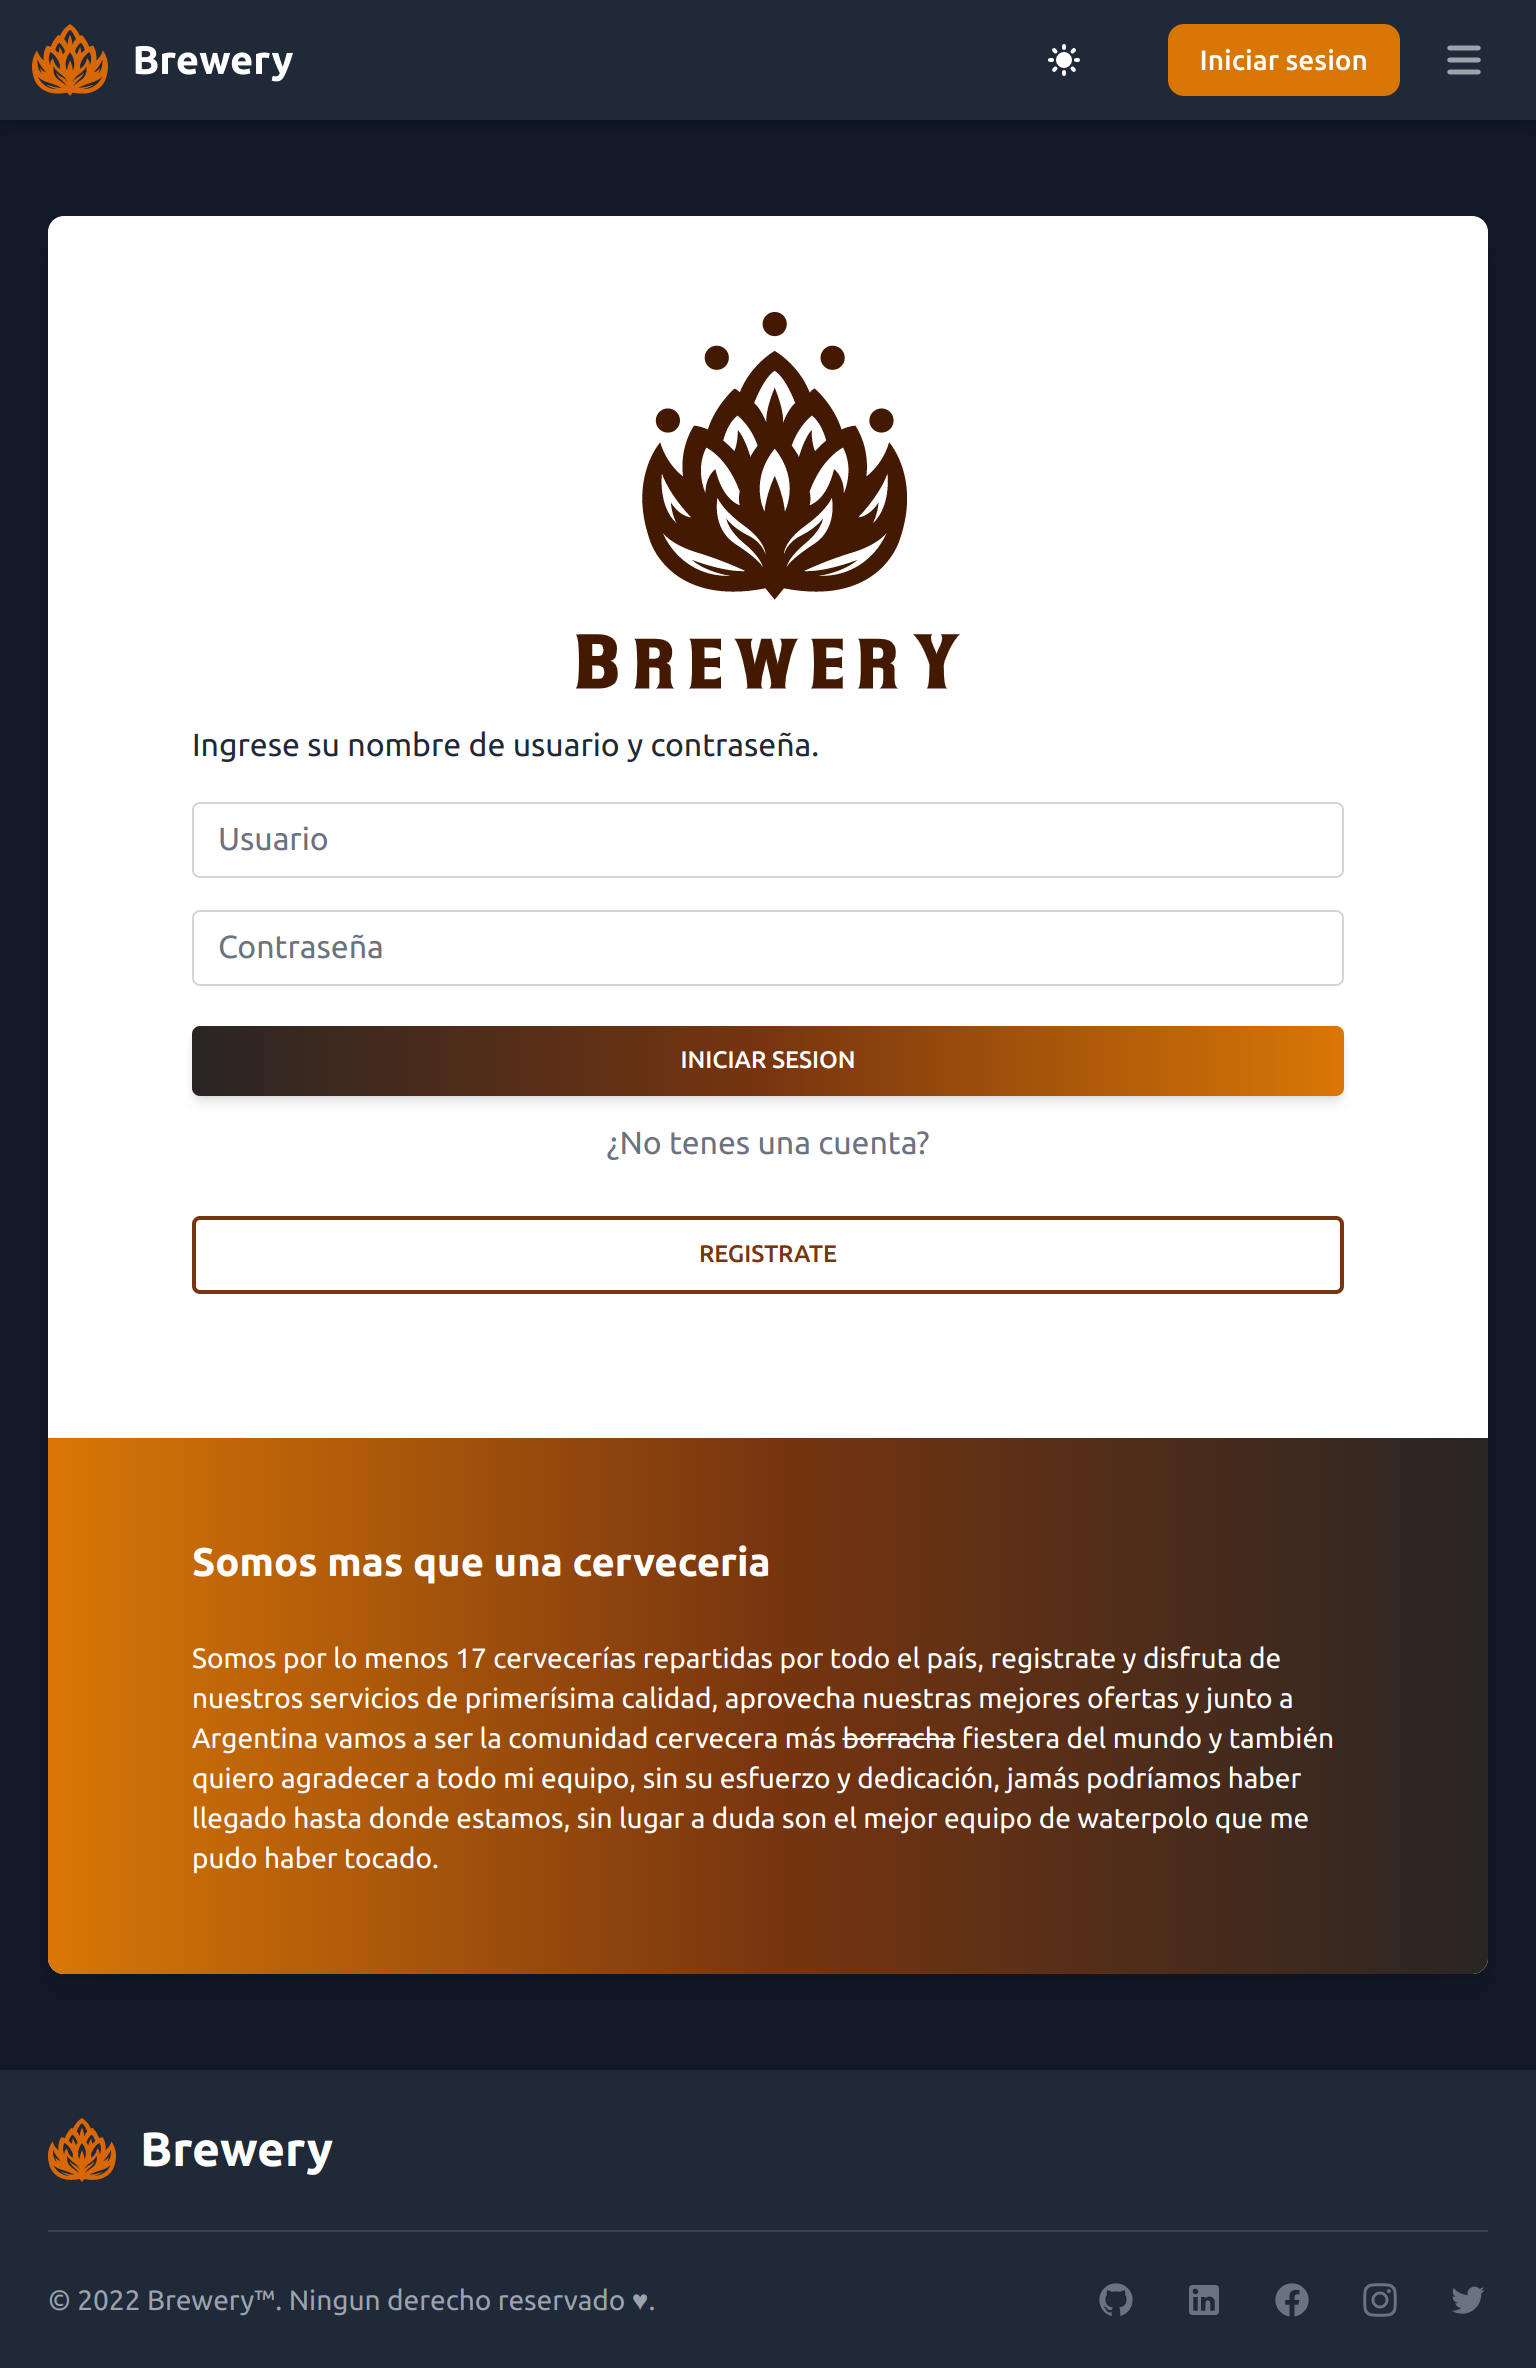 Brewery
Iniciar sesion
BREWERY
Ingrese su nombre de usuario y contraseña.
Usuario
Contraseña
INICIAR SESION
¿No tenes una cuenta?
REGISTRATE
Somos mas que una cerveceria
Somos por lo menos 17 cervecerías repartidas por todo el país, registrate y disfruta de
nuestros servicios de primerísima calidad, aprovecha nuestras mejores ofertas y junto a
Argentina vamos a ser la comunidad cervecera más borracha fiestera del mundo y también
quiero agradecer a todo mi equipo, sin su esfuerzo y dedicación, jamás podríamos haber
llegado hasta donde estamos, sin lugar a duda son el mejor equipo de waterpolo que me
pudo haber tocado.
Brewery
© 2022 Brewery™. Ningun derecho reservado ♥.